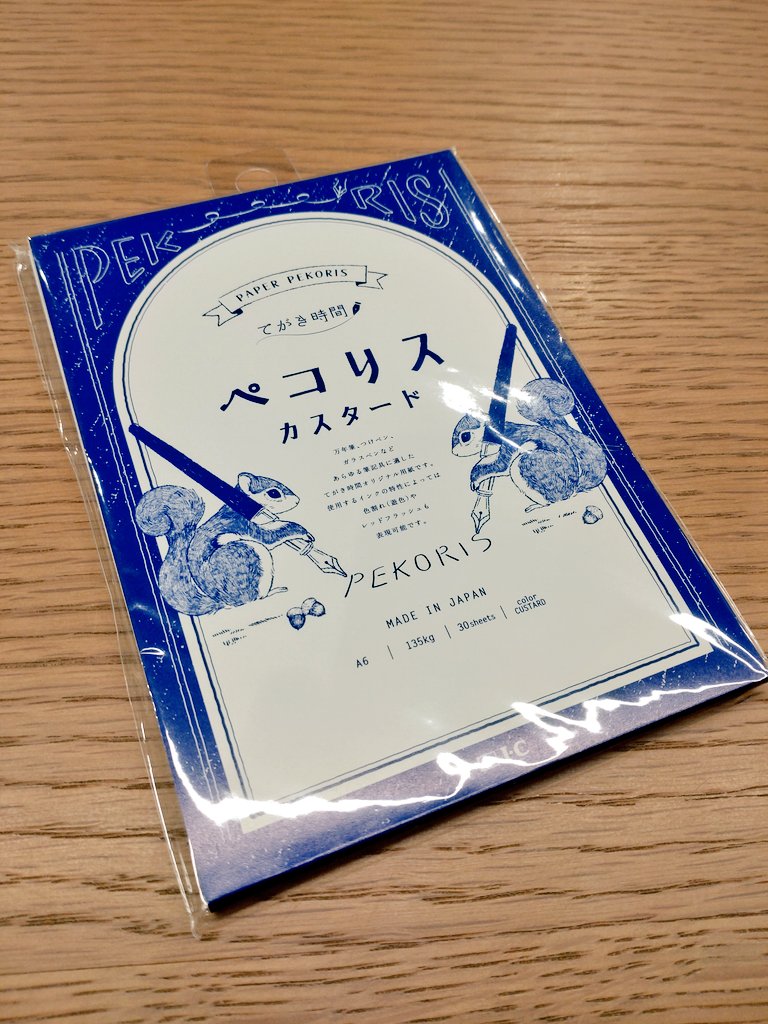 PEKORIS
PAPER PEKORIS
てがき時間
ペコリス
カスタード
万年筆、つけペン、
ガラスペンなど
あらゆる筆記具に適した
てがき時間オリジナル用紙です。
使用するインクの特性によっては
色割れ(遊色)や
レッドフラッシュも
表現可能です。
PEKORIS
MADE IN JAPAN
A6 | 135kg | 30sheets | color CUSTARD